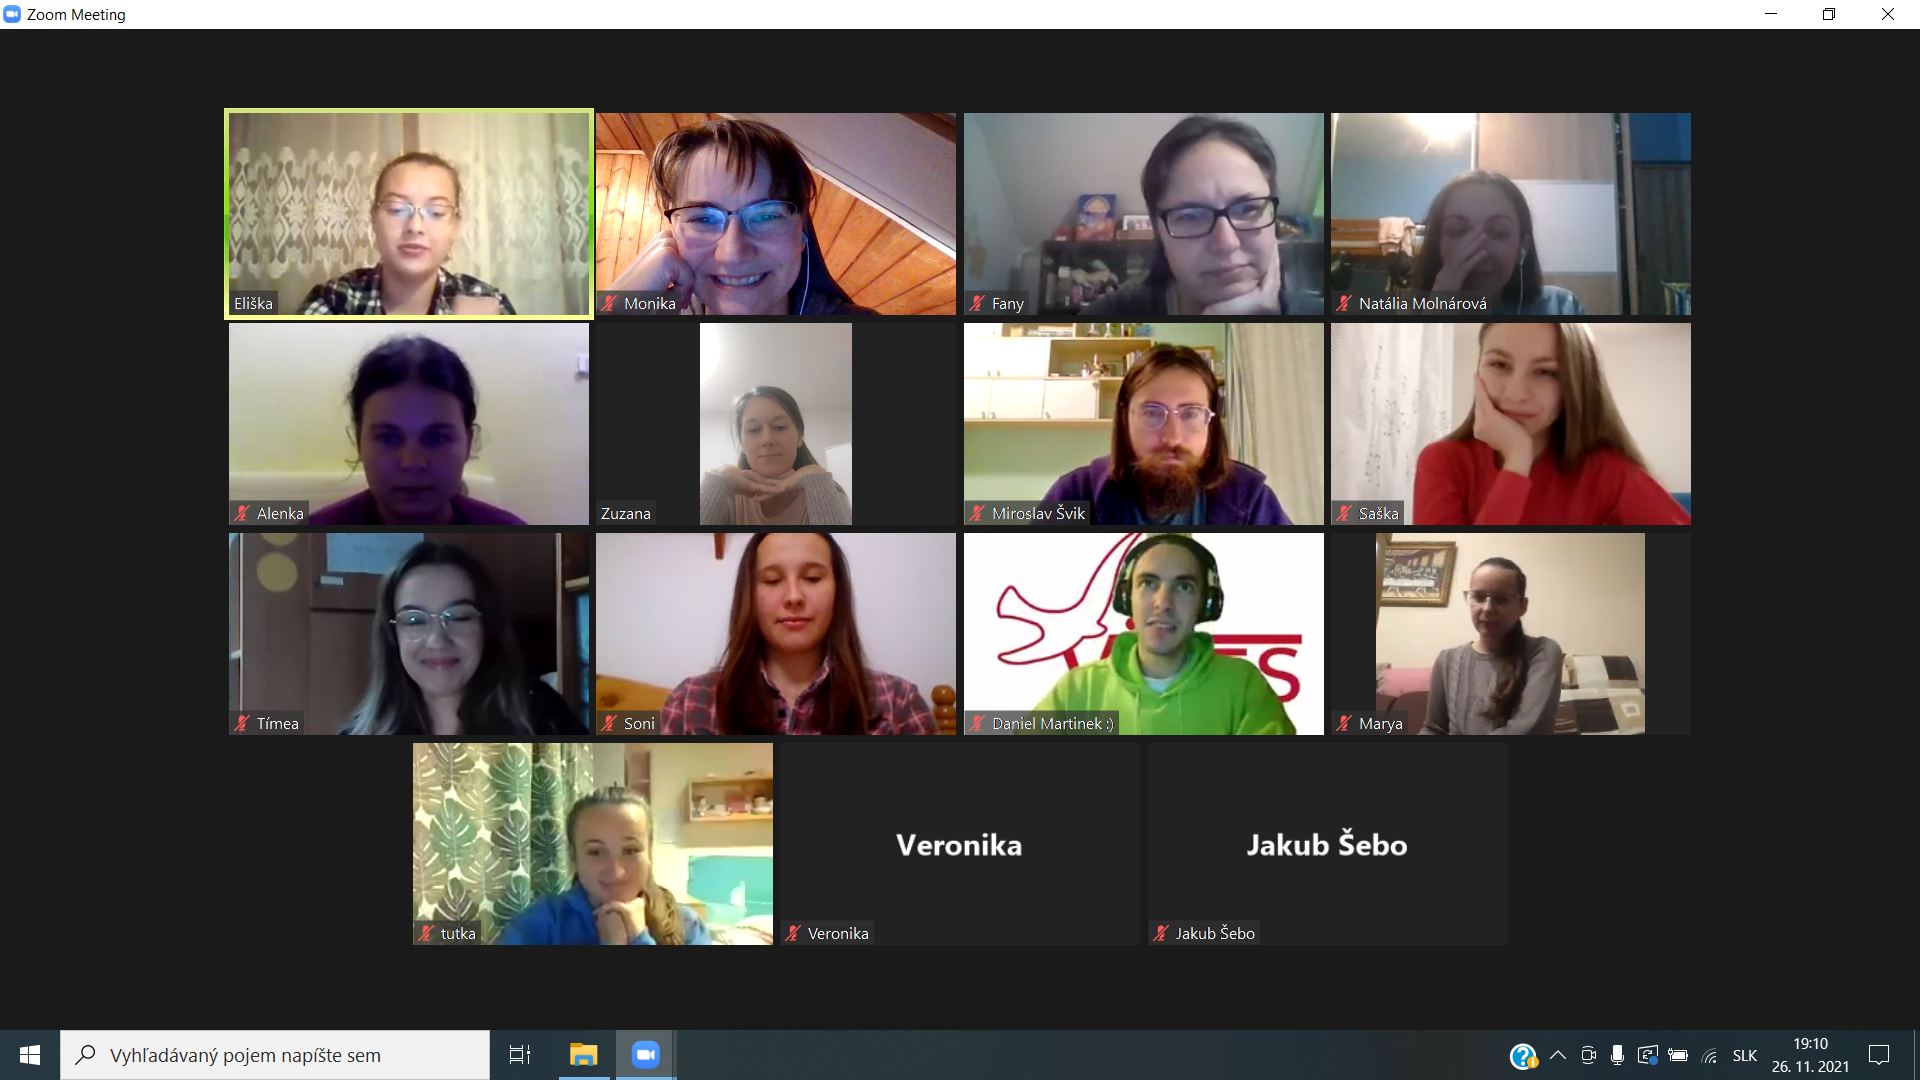 Zoom Meeting
Eliška
Monika
Fany
Natália Molnárová
Alenka
Zuzana
Miroslav Švik
Saška
Tímea
Soni
Daniel Martinek :)
Marya
tutka
Veronika
Veronika
Jakub Šebo
Jakub Šebo
Vyhľadávaný pojem napíšte sem
SLK
19:10
26. 11. 2021